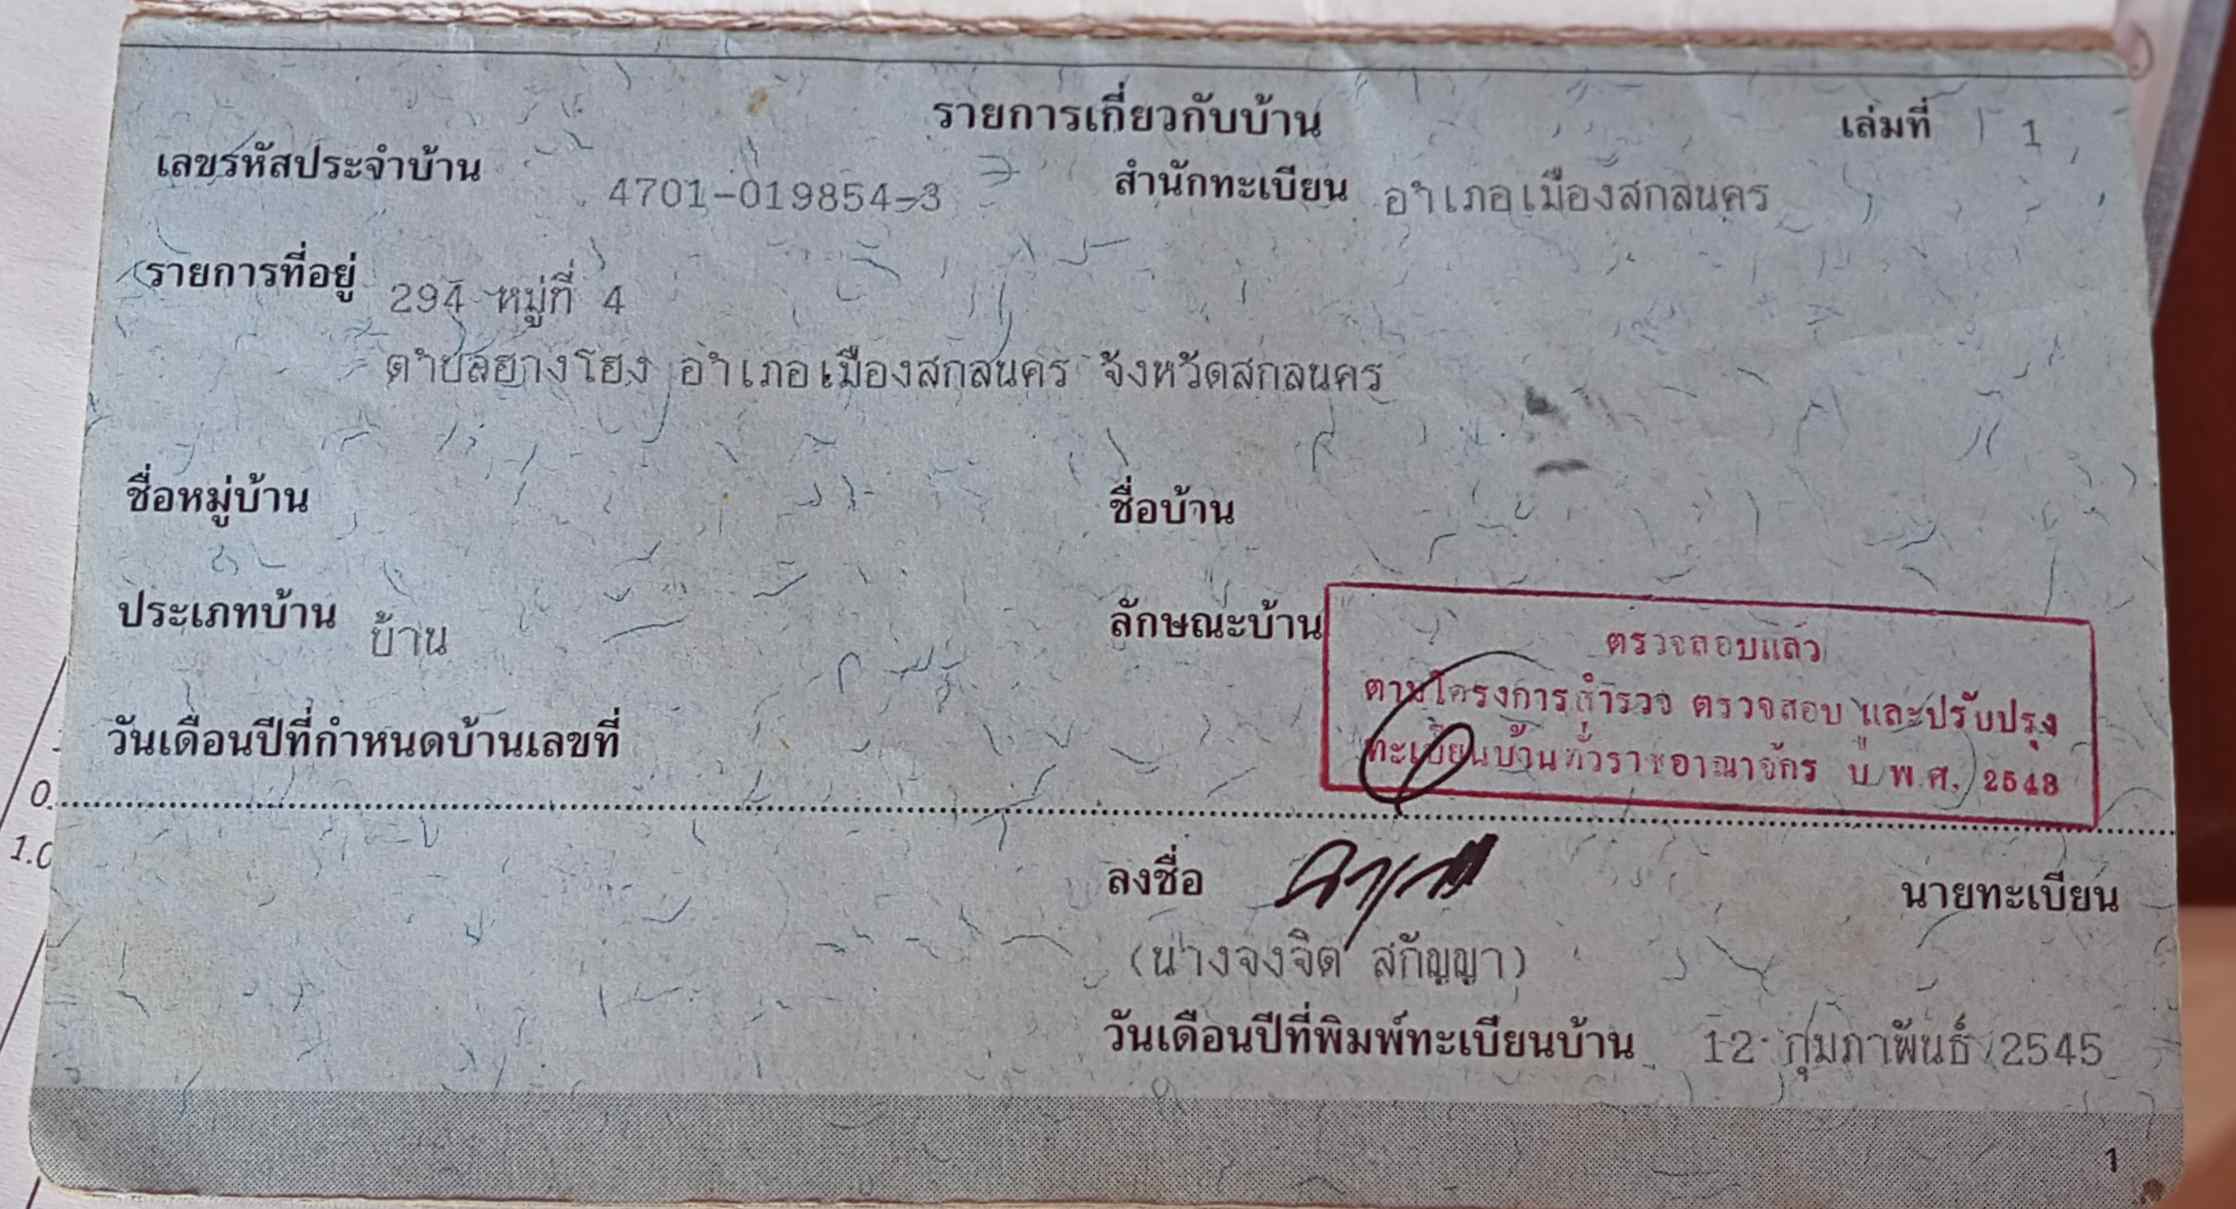 รายการเกี่ยวกับบ้าน เล่มที่ 1
เลขรหัสประจำบ้าน 4701-019854-3 สำนักทะเบียน อำเภอเมืองสกลนคร
รายการที่อยู่ 294 หมู่ที่ 4
ตำบลฮางโฮง อำเภอเมืองสกลนคร จังหวัดสกลนคร
ชื่อหมู่บ้าน ชื่อบ้าน
ประเภทบ้าน บ้าน ลักษณะบ้าน
ตรวจสอบแล้ว
ตามโครงการสำรวจ ตรวจสอบ และปรับปรุง
ทะเบียนบ้านทั่วราชอาณาจักร ปี พ.ศ. 2548
วันเดือนปีที่กำหนดบ้านเลขที่
ลงชื่อ นายทะเบียน
(นางจงจิต สกัญญา)
วันเดือนปีที่พิมพ์ทะเบียนบ้าน 12 กุมภาพันธ์ 2545
1
0
1.0